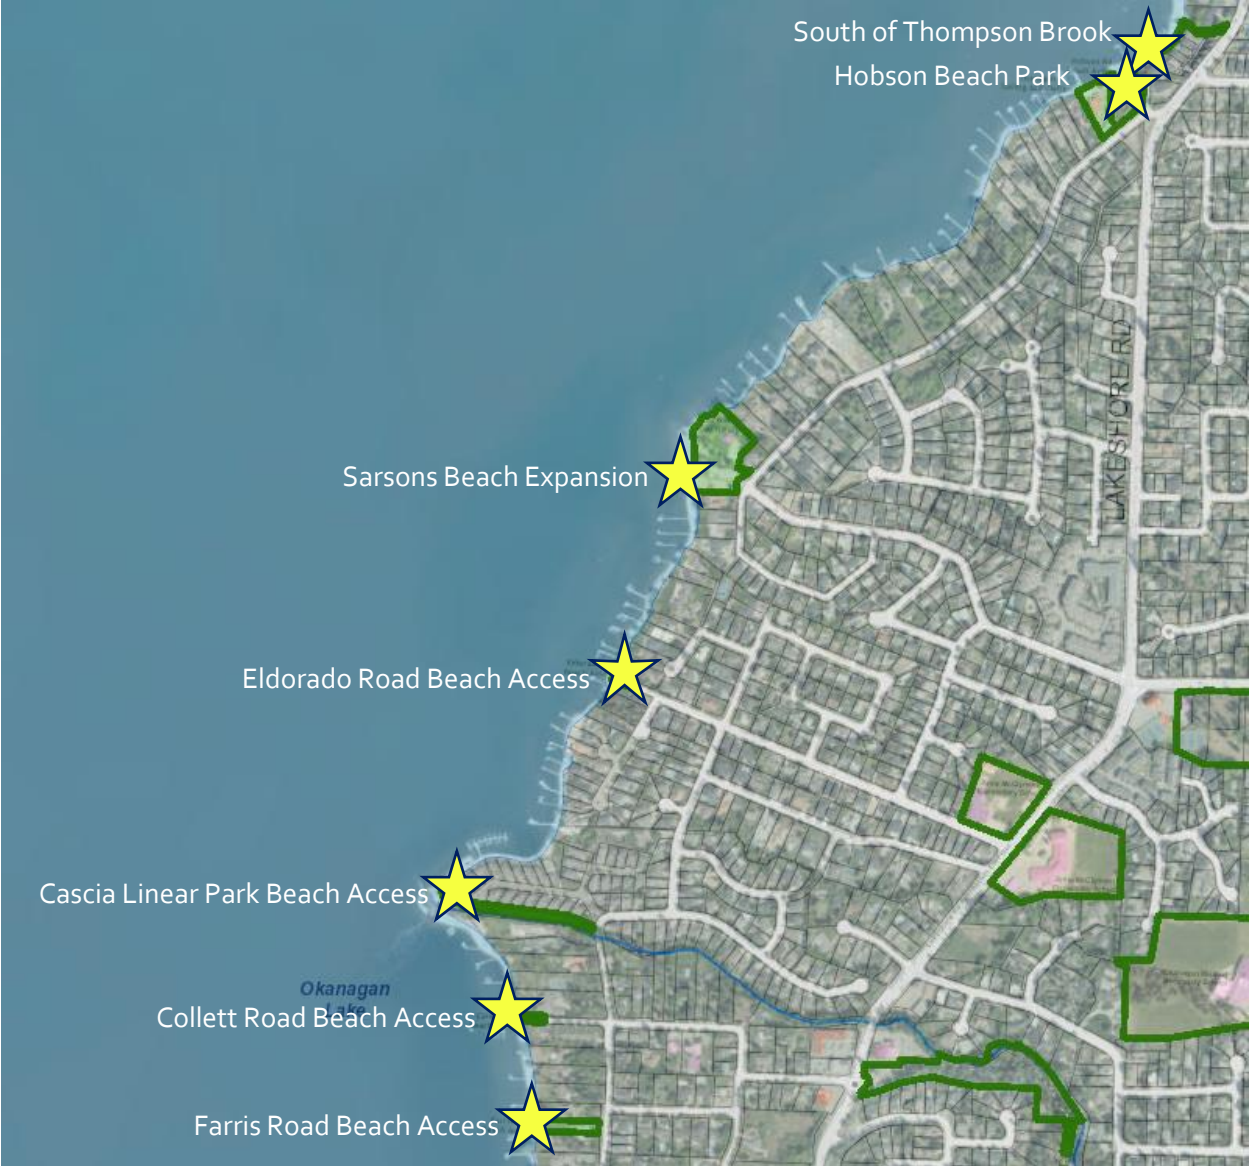 South of Thompson Brook
Hobson Beach Park
LAKESHORE RD
Sarsons Beach Expansion
Eldorado Road Beach Access
Cascia Linear Park Beach Access
Okanagan
Lake
Collett Road Beach Access
Farris Road Beach Access